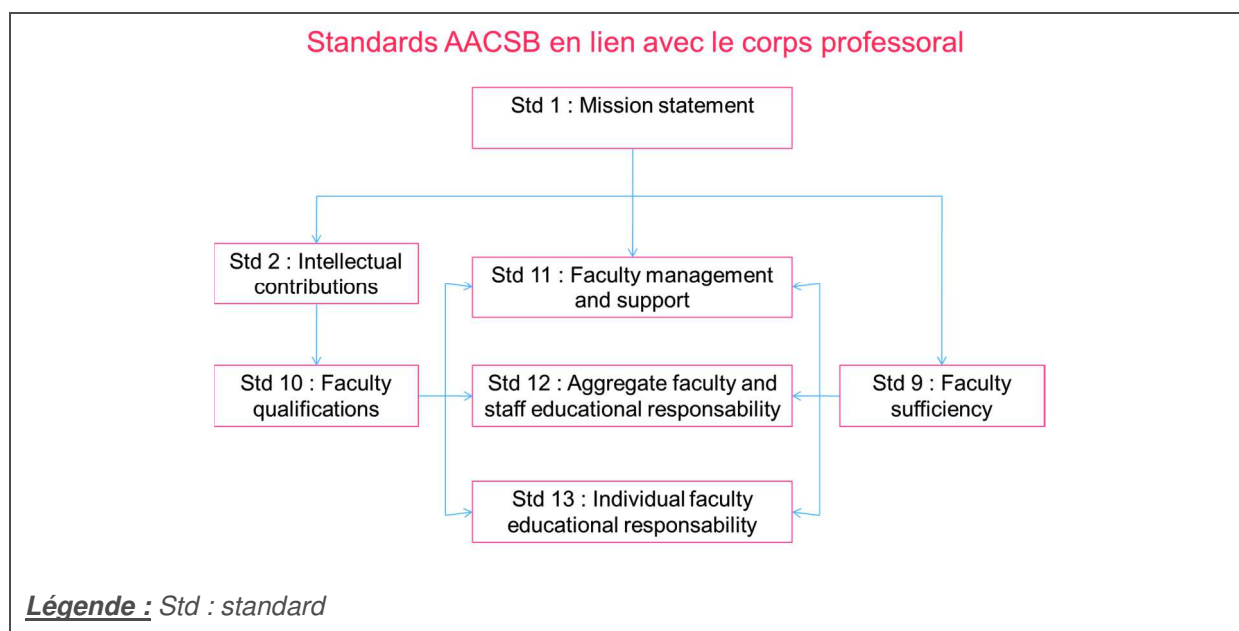 Standards AACSB en lien avec le corps professoral
Std 1 : Mission statement
Std 2 : Intellectual
contributions
Std 11 : Faculty management
and support
Std 10 : Faculty
qualifications
Std 12 : Aggregate faculty and
staff educational responsability
Std 9 : Faculty
sufficiency
Std 13 : Individual faculty
educational responsability
Légende : Std : standard